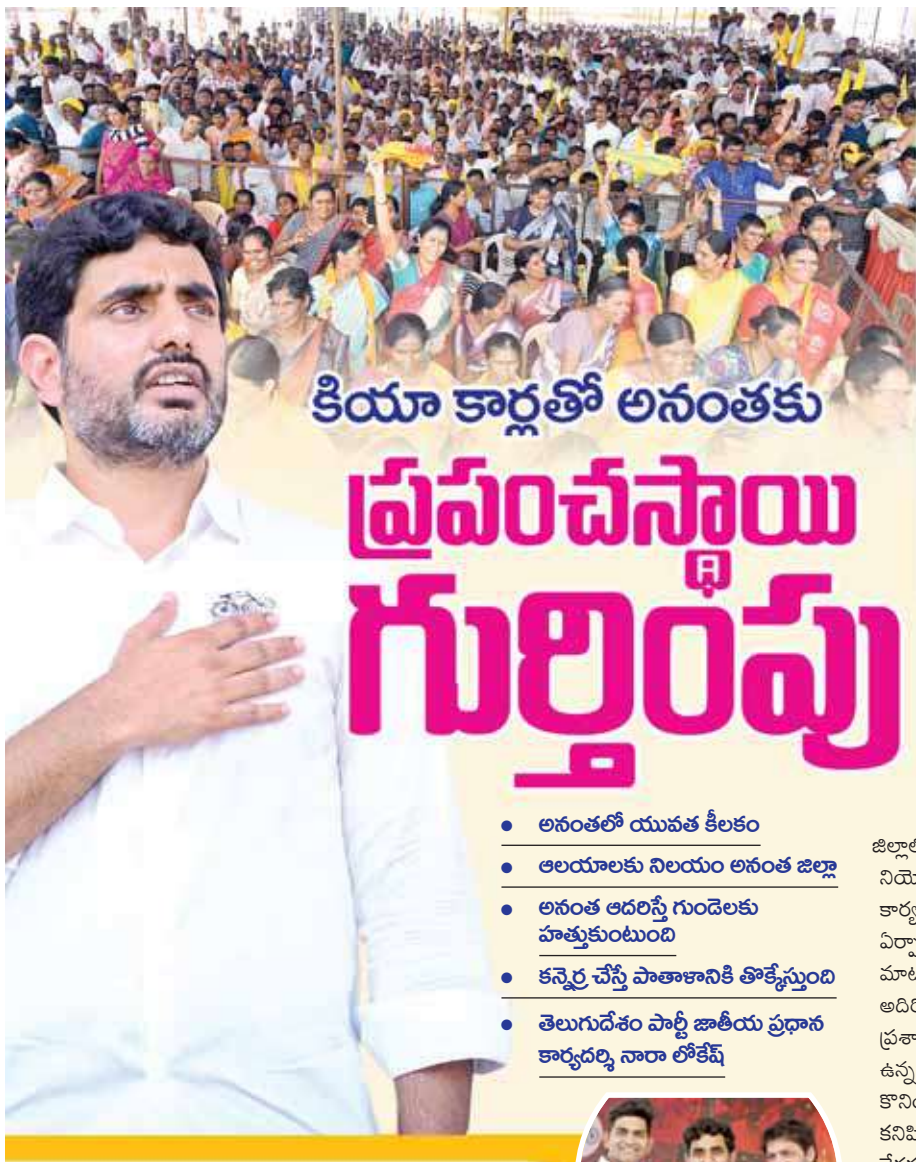 కియా కార్లతో అనంతకు
ప్రపంచస్థాయి
గుర్తింపు
• అనంతలో యువత కీలకం
• ఆలయాలకు నిలయం అనంత జిల్లా
• అనంత ఆదరిస్తే గుండెలకు
హత్తుకుంటుంది
• కన్నెర్ర చేస్తే పాతాళానికి తొక్కేస్తుంది
• తెలుగుదేశం పార్టీ జాతీయ ప్రధాన
కార్యదర్శి నారా లోకేష్